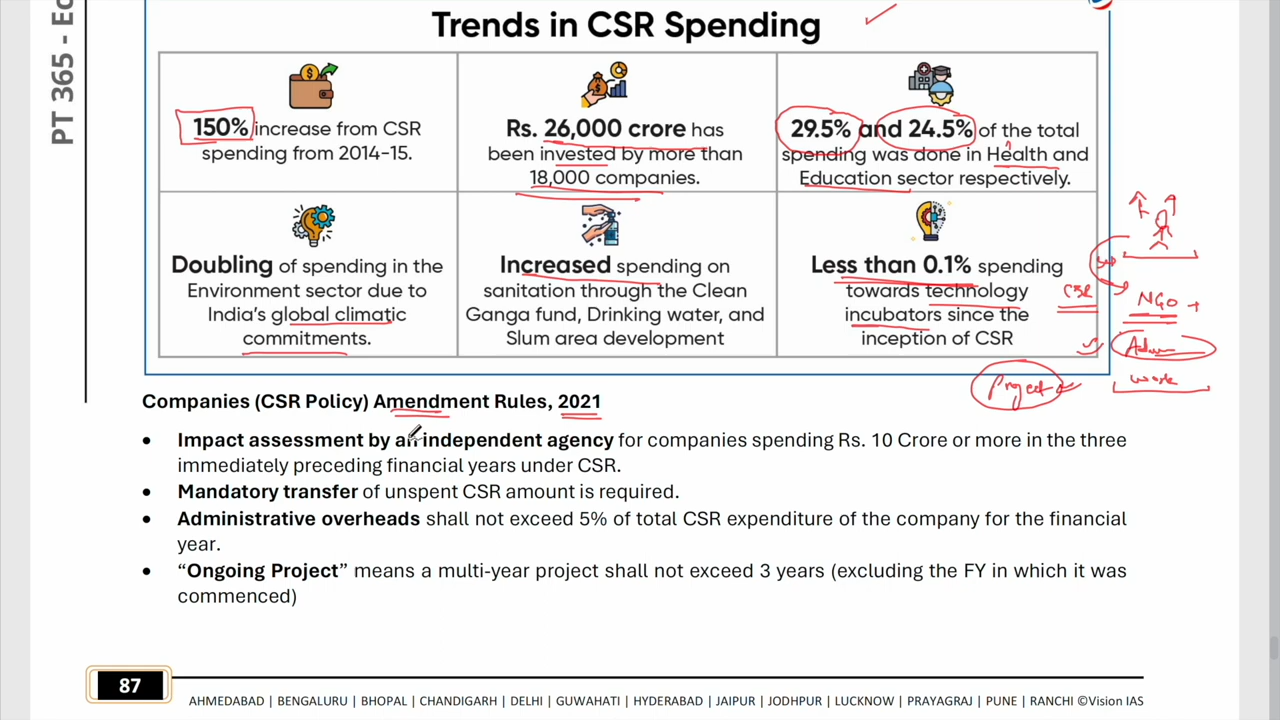 PT 365 - Ec
Trends in CSR Spending
150% increase from CSR
spending from 2014-15.
Rs. 26,000 crore has
been invested by more than
18,000 companies.
29.5% and 24.5% of the total
spending was done in Health and
Education sector respectively.
Doubling of spending in the
Environment sector due to
India's global climatic
commitments.
Increased spending on
sanitation through the Clean
Ganga fund, Drinking water, and
Slum area development
Less than 0.1% spending
towards technology
incubators since the
inception of CSR
CSR
NGO +
work
Project
Companies (CSR Policy) Amendment Rules, 2021
• Impact assessment by an independent agency for companies spending Rs. 10 Crore or more in the three
immediately preceding financial years under CSR.
• Mandatory transfer of unspent CSR amount is required.
• Administrative overheads shall not exceed 5% of total CSR expenditure of the company for the financial
year.
• "Ongoing Project" means a multi-year project shall not exceed 3 years (excluding the FY in which it was
commenced)
87
AHMEDABAD | BENGALURU | BHOPAL | CHANDIGARH | DELHI | GUWAHATI | HYDERABAD | JAIPUR | JODHPUR | LUCKNOW | PRAYAGRAJ | PUNE | RANCHI ©Vision IAS